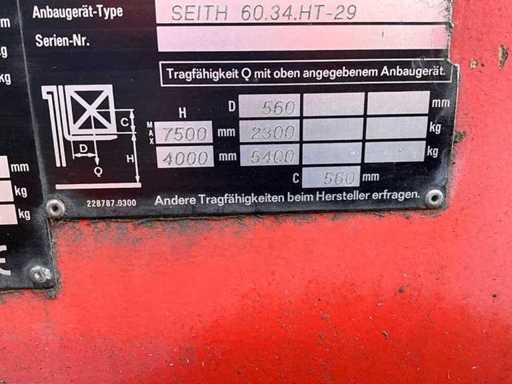 Anbaugerät-Type SEITH 60.34.HT-29
Serien-Nr.
Tragfähigkeit Q mit oben angegebenem Anbaugerät.
H D 560 mm
C
D
H
Q
MAX 7500 mm 2300 kg
4000 mm 5400 kg
C 560 mm
228787.0300
Andere Tragfähigkeiten beim Hersteller erfragen.
mm
kg
mm
kg